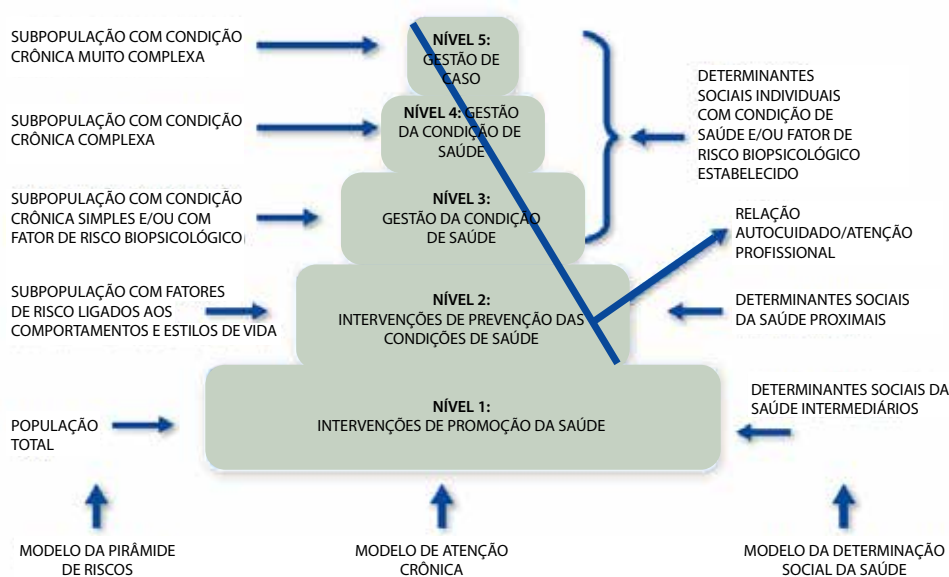 SUBPOPULAÇÃO COM CONDIÇÃO
CRÔNICA MUITO COMPLEXA
SUBPOPULAÇÃO COM CONDIÇÃO
CRÔNICA COMPLEXA
SUBPOPULAÇÃO COM CONDIÇÃO
CRÔNICA SIMPLES E/OU COM
FATOR DE RISCO BIOPSICOLÓGICO
SUBPOPULAÇÃO COM FATORES
DE RISCO LIGADOS AOS
COMPORTAMENTOS E ESTILOS DE VIDA
POPULAÇÃO
TOTAL
MODELO DA PIRÂMIDE
DE RISCOS
NÍVEL 5:
GESTÃO DE
CASO
NÍVEL 4: GESTÃO
DA CONDIÇÃO DE
SAÚDE
NÍVEL 3:
GESTÃO DA CONDIÇÃO
DE SAÚDE
NÍVEL 2:
INTERVENÇÕES DE PREVENÇÃO DAS
CONDIÇÕES DE SAÚDE
NÍVEL 1:
INTERVENÇÕES DE PROMOÇÃO DA SAÚDE
MODELO DE ATENÇÃO
CRÔNICA
DETERMINANTES
SOCIAIS INDIVIDUAIS
COM CONDIÇÃO DE
SAÚDE E/OU FATOR DE
RISCO BIOPSICOLÓGICO
ESTABELECIDO
RELAÇÃO
AUTOCUIDADO/ATENÇÃO
PROFISSIONAL
DETERMINANTES SOCIAIS
DA SAÚDE PROXIMAIS
DETERMINANTES SOCIAIS DA
SAÚDE INTERMEDIÁRIOS
MODELO DA DETERMINAÇÃO
SOCIAL DA SAÚDE